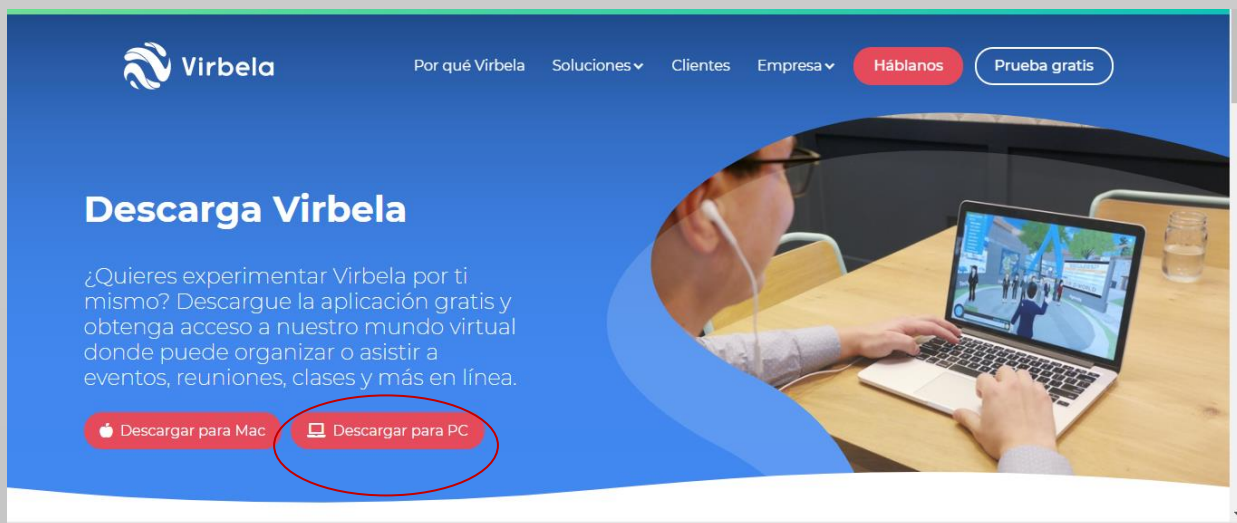 Virbela
Por qué Virbela Soluciones Clientes Empresa Háblanos Prueba gratis
Descarga Virbela
¿Quieres experimentar Virbela por ti
mismo? Descargue la aplicación gratis y
obtenga acceso a nuestro mundo virtual
donde puede organizar o asistir a
eventos, reuniones, clases y más en línea.
Descargar para Mac Descargar para PC